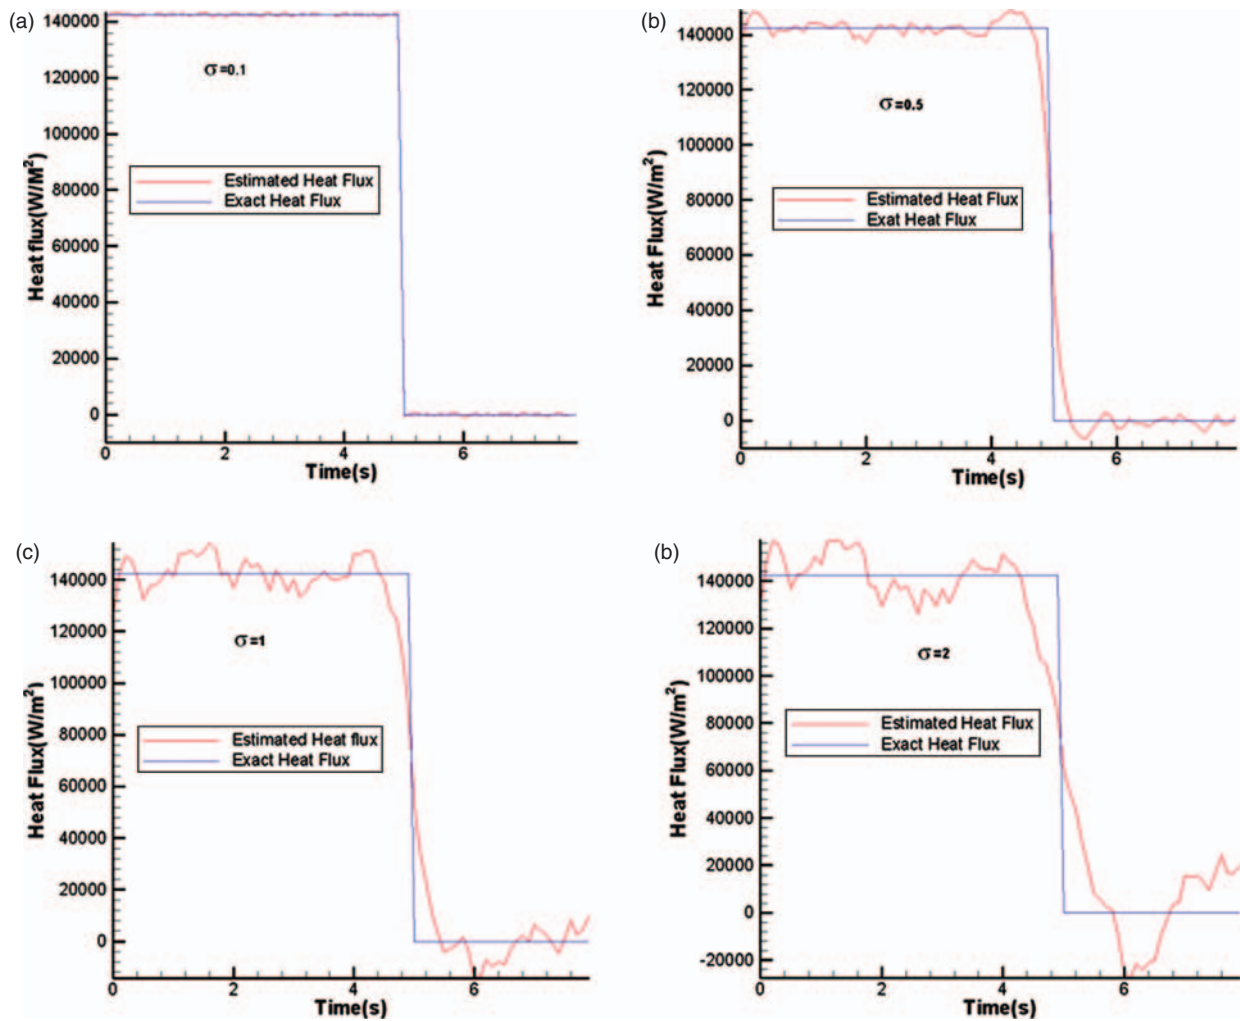 (a)
140000
120000
100000
80000
60000
40000
20000
0
Heat flux(W/M²)
σ=0.1
Estimated Heat Flux
Exact Heat Flux
0 2 4 6
Time(s)
(b)
140000
120000
100000
80000
60000
40000
20000
0
Heat Flux(W/m²)
σ=0.5
Estimated Heat Flux
Exat Heat Flux
0 2 4 6
Time(s)
(c)
140000
120000
100000
80000
60000
40000
20000
0
Heat Flux(W/m²)
σ=1
Estimated Heat flux
Exact Heat Flux
0 2 4 6
Time(s)
(b)
140000
120000
100000
80000
60000
40000
20000
0
-20000
Heat Flux(W/m²)
σ=2
Estimated Heat Flux
Exact Heat Flux
0 2 4 6
Time(s)